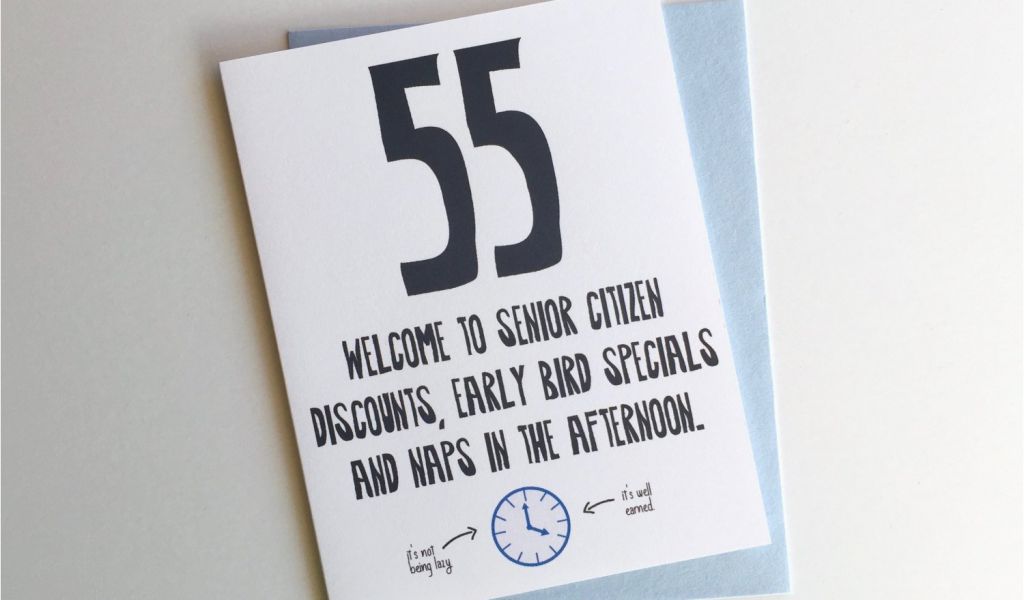 55
WELCOME TO SENIOR CITIZEN
DISCOUNTS, EARLY BIRD SPECIALS
AND NAPS IN THE AFTERNOON.
it's well
earned.
it's not
being lazy